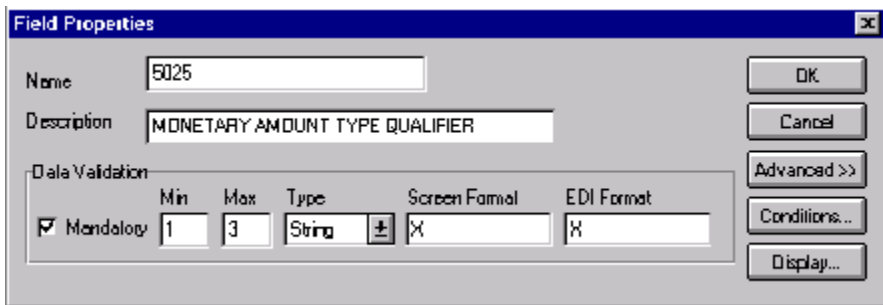 Field Properties
Name 5025 OK
Description MONETARY AMOUNT TYPE QUALIFIER Cancel
Data Validation Advanced >>
Min Max Type Screen Format EDI Format
Mandatory 1 3 String X X Conditions...
Display...